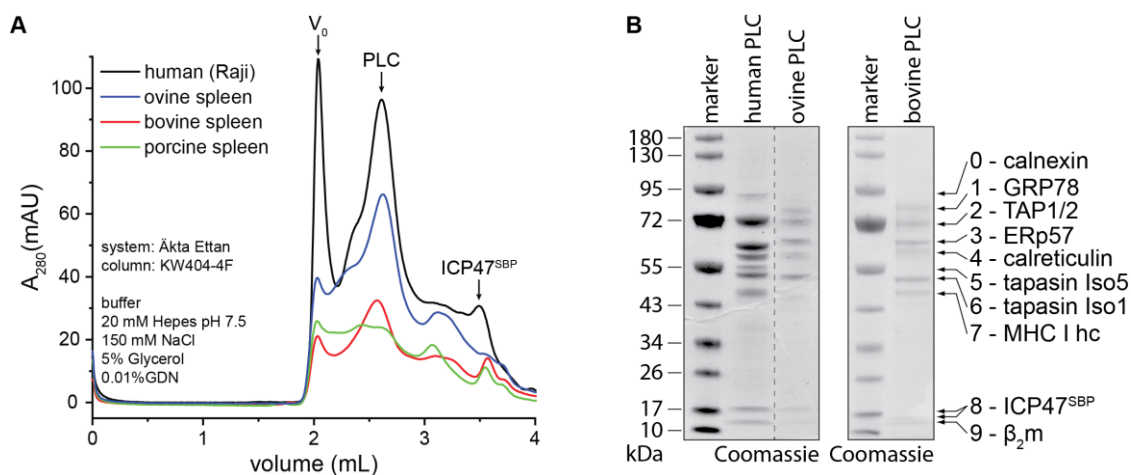 A
V₀
PLC
ICP47ˢᴮᴾ
human (Raji)
ovine spleen
bovine spleen
porcine spleen
system: Äkta Ettan
column: KW404-4F
buffer
20 mM Hepes pH 7.5
150 mM NaCl
5% Glycerol
0.01%GDN
A₂₈₀(mAU)
100
80
60
40
20
0
0 1 2 3 4
volume (mL)
B
marker
human PLC
ovine PLC
marker
bovine PLC
180
130
95
72
55
43
34
26
17
10
kDa
Coomassie
Coomassie
0 - calnexin
1 - GRP78
2 - TAP1/2
3 - ERp57
4 - calreticulin
5 - tapasin Iso5
6 - tapasin Iso1
7 - MHC I hc
8 - ICP47ˢᴮᴾ
9 - β₂m